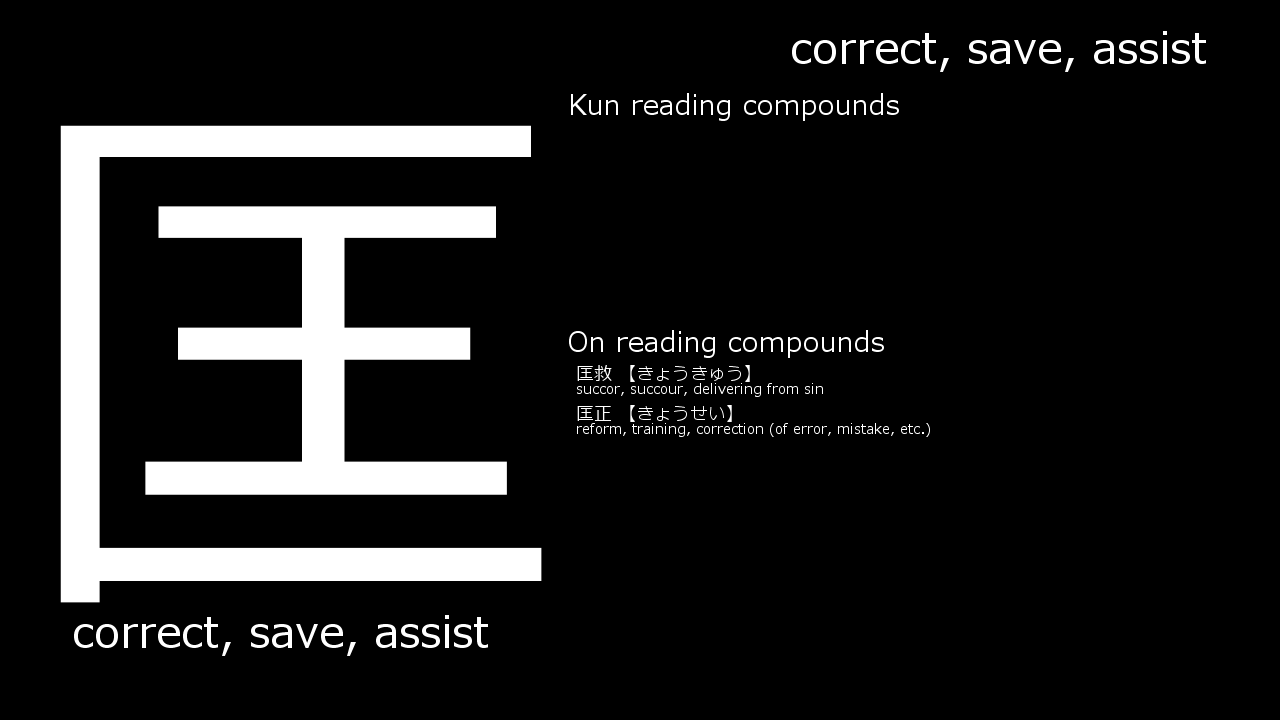 correct, save, assist
Kun reading compounds
匡
On reading compounds
匡救 【きょうきゅう】
succor, succour, delivering from sin
匡正 【きょうせい】
reform, training, correction (of error, mistake, etc.)
correct, save, assist